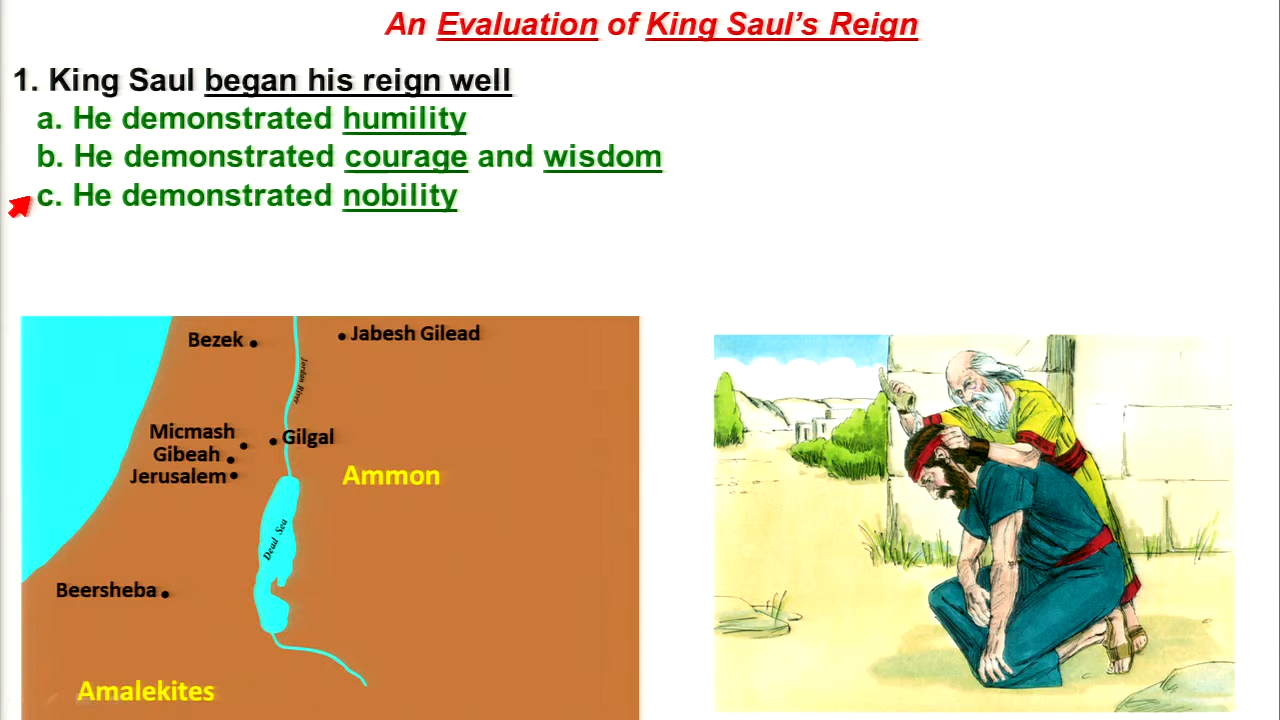 An Evaluation of King Saul’s Reign
1. King Saul began his reign well
a. He demonstrated humility
b. He demonstrated courage and wisdom
c. He demonstrated nobility
Bezek
Jabesh Gilead
Jordan River
Micmash
Gilgal
Gibeah
Jerusalem
Ammon
Dead Sea
Beersheba
Amalekites